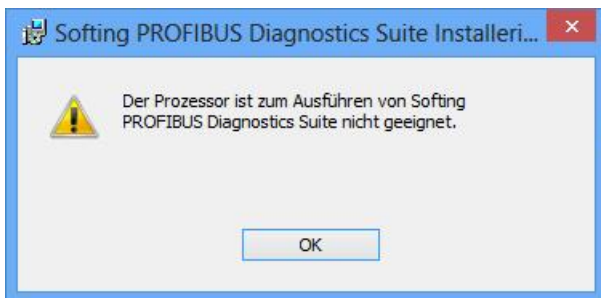 Softing PROFIBUS Diagnostics Suite Installeri...
Der Prozessor ist zum Ausführen von Softing
PROFIBUS Diagnostics Suite nicht geeignet.
OK